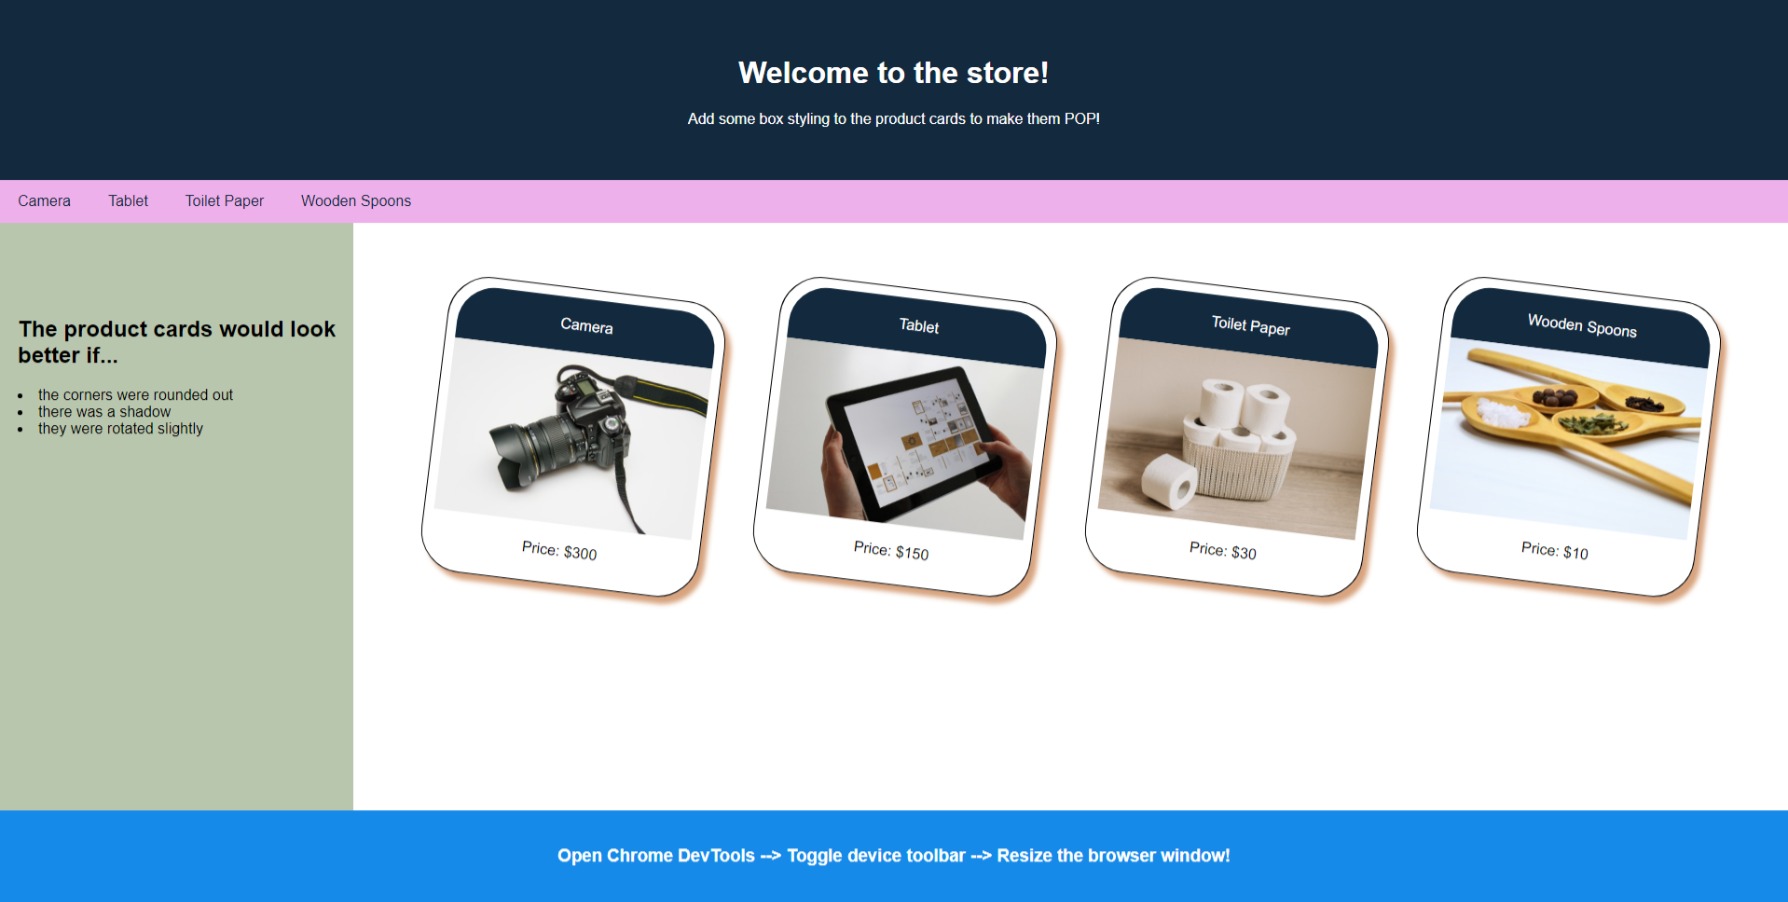 Welcome to the store!
Add some box styling to the product cards to make them POP!
Camera Tablet Toilet Paper Wooden Spoons
The product cards would look
better if...
the corners were rounded out
there was a shadow
they were rotated slightly
Camera
Price: $300
Tablet
Price: $150
Toilet Paper
Price: $30
Wooden Spoons
Price: $10
Open Chrome DevTools --> Toggle device toolbar --> Resize the browser window!